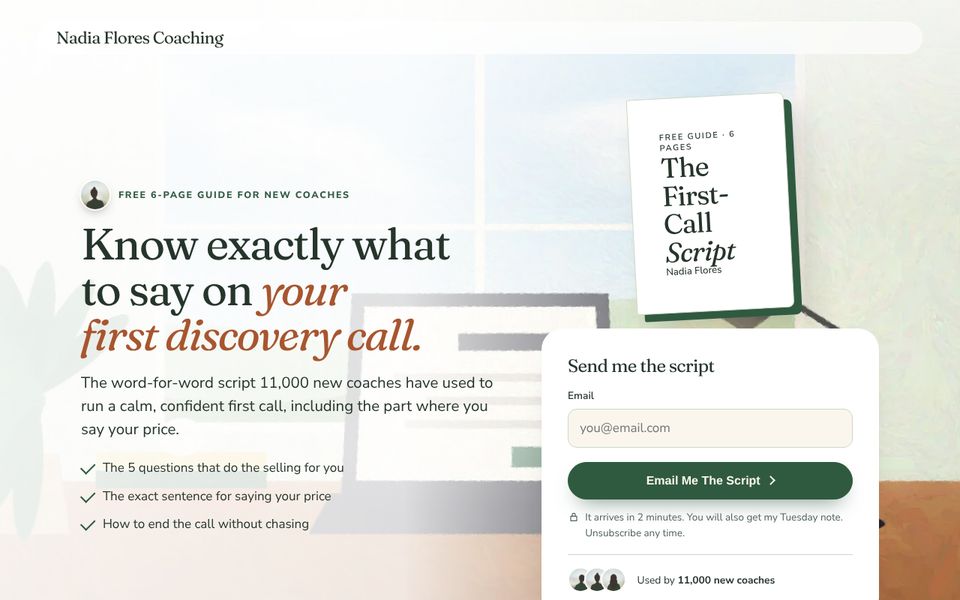 Nadia Flores Coaching
FREE 6-PAGE GUIDE FOR NEW COACHES
Know exactly what
to say on your
first discovery call.
The word-for-word script 11,000 new coaches have used to
run a calm, confident first call, including the part where you
say your price.
The 5 questions that do the selling for you
The exact sentence for saying your price
How to end the call without chasing
FREE GUIDE · 6
PAGES
The
First-
Call
Script
Nadia Flores
Send me the script
Email
you@email.com
Email Me The Script
It arrives in 2 minutes. You will also get my Tuesday note.
Unsubscribe any time.
Used by 11,000 new coaches